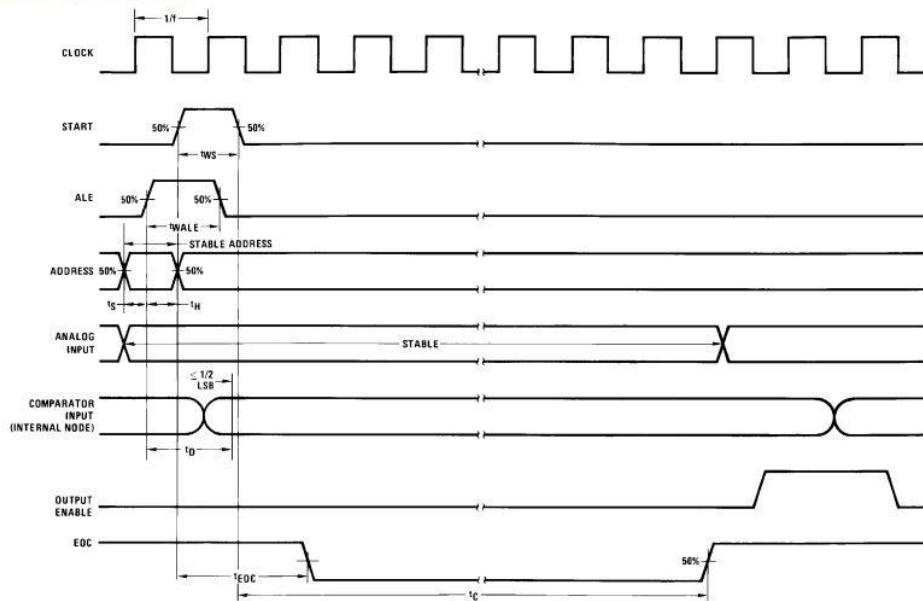 1/f
CLOCK
START
50%
50%
tWS
ALE
50%
50%
tWALE
STABLE ADDRESS
ADDRESS
50%
50%
tS
tH
ANALOG
INPUT
STABLE
≤ 1/2
LSB
COMPARATOR
INPUT
(INTERNAL NODE)
tD
OUTPUT
ENABLE
EOC
50%
tEOC
tC